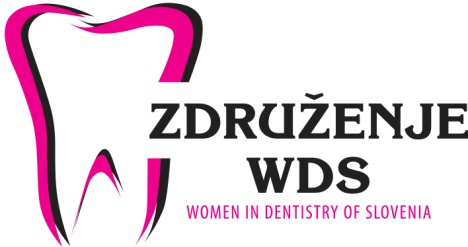 ZDRUŽENJE
WDS
WOMEN IN DENTISTRY OF SLOVENIA